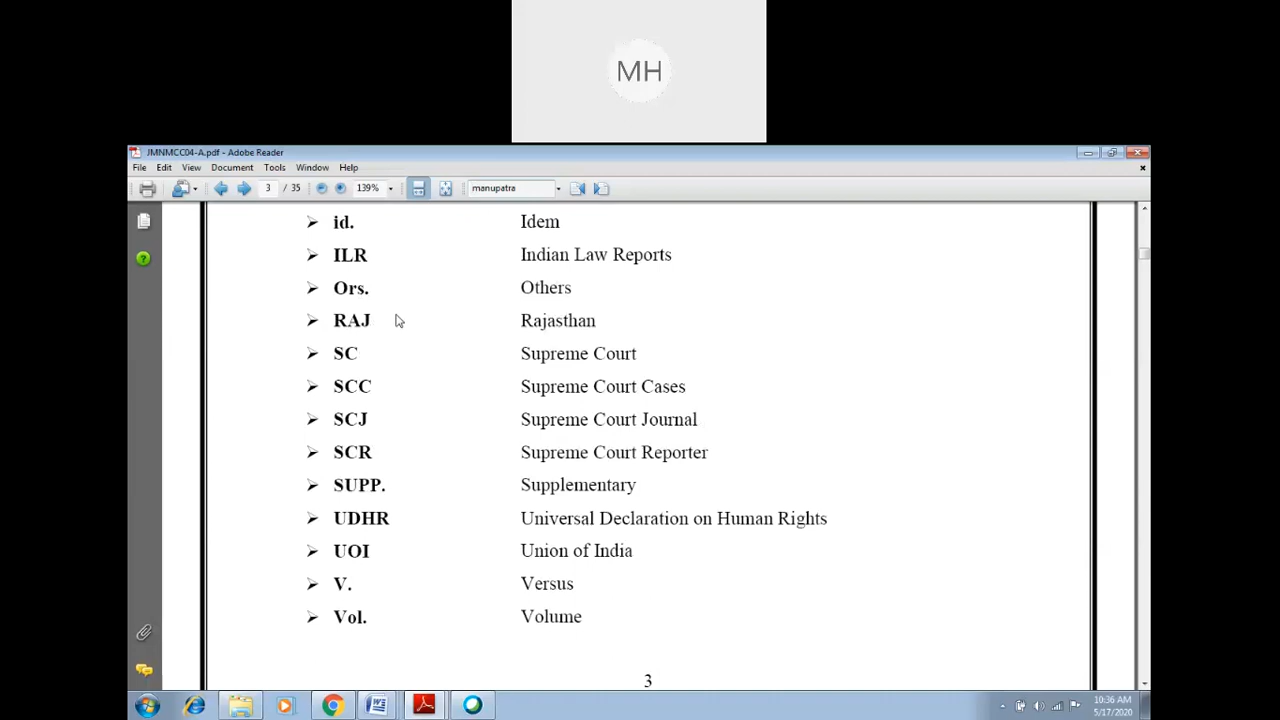 MH
JMNMCC04-A.pdf - Adobe Reader
File Edit View Document Tools Window Help
3 / 35 139% manupatra
id. Idem
ILR Indian Law Reports
Ors. Others
RAJ Rajasthan
SC Supreme Court
SCC Supreme Court Cases
SCJ Supreme Court Journal
SCR Supreme Court Reporter
SUPP. Supplementary
UDHR Universal Declaration on Human Rights
UOI Union of India
V. Versus
Vol. Volume
3
10:36 AM
5/17/2020